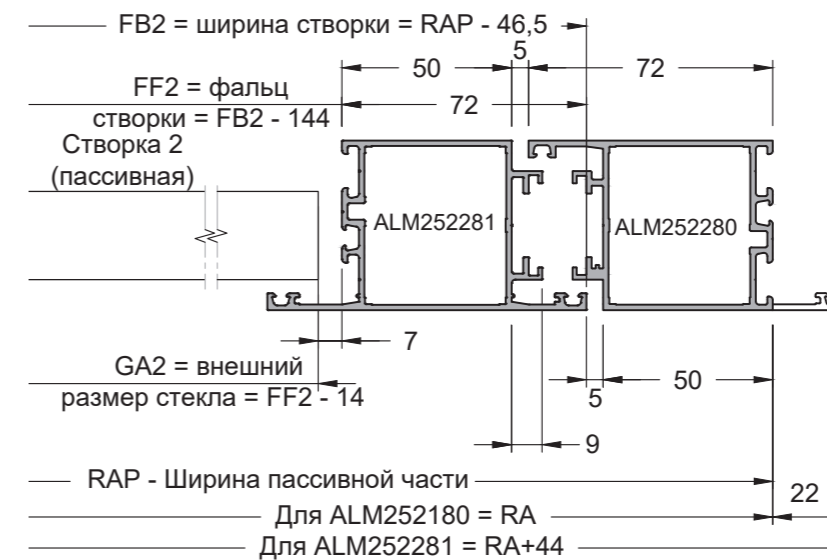 FB2 = ширина створки = RAP - 46,5
5
50
72
FF2 = фальц
створки = FB2 - 144
72
Створка 2
(пассивная)
ALM252281
ALM252280
7
GA2 = внешний
размер стекла = FF2 - 14
5
50
9
RAP - Ширина пассивной части
22
Для ALM252180 = RA
Для ALM252281 = RA+44